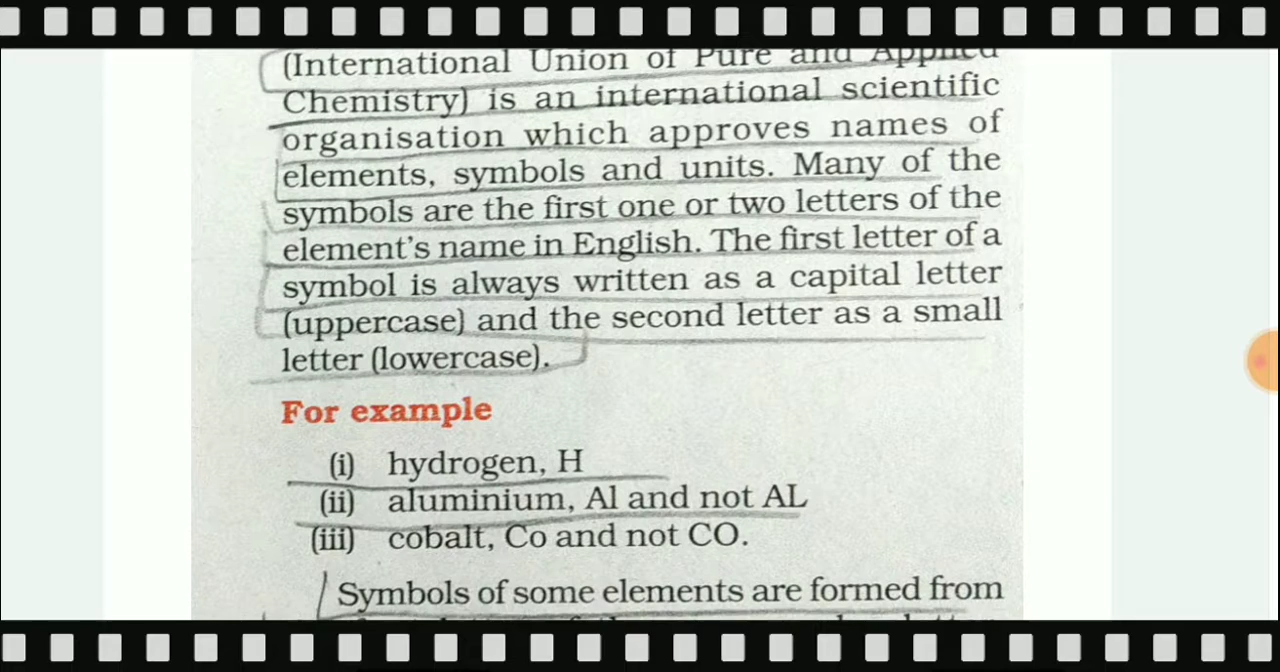 (International Union of Pure and Applied
Chemistry) is an international scientific
organisation which approves names of
elements, symbols and units. Many of the
symbols are the first one or two letters of the
element's name in English. The first letter of a
symbol is always written as a capital letter
(uppercase) and the second letter as a small
letter (lowercase).
For example
(i) hydrogen, H
(ii) aluminium, Al and not AL
(iii) cobalt, Co and not CO.
Symbols of some elements are formed from